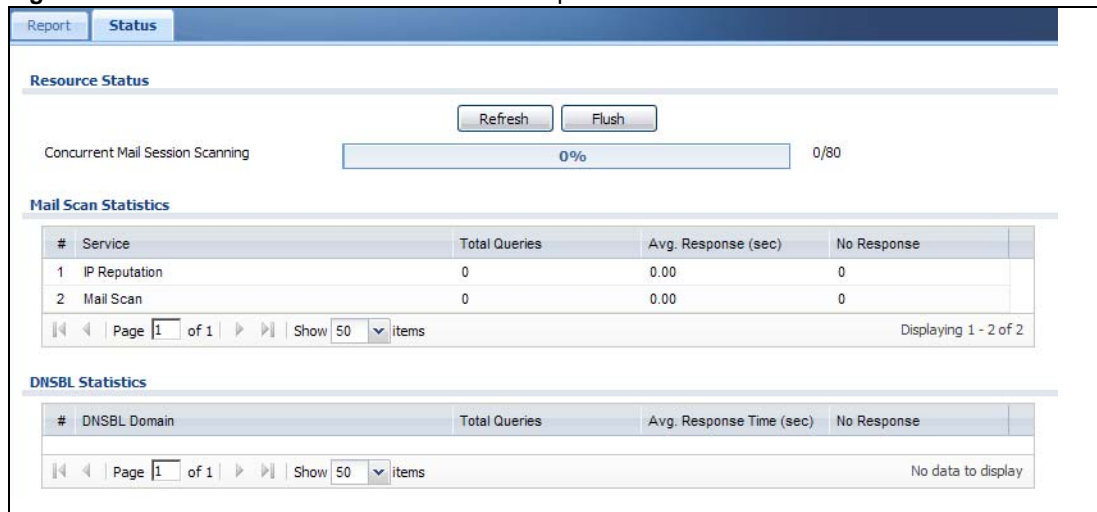 Report Status
Resource Status
Refresh Flush
Concurrent Mail Session Scanning 0% 0/80
Mail Scan Statistics
# Service Total Queries Avg. Response (sec) No Response
1 IP Reputation 0 0.00 0
2 Mail Scan 0 0.00 0
Page 1 of 1 Show 50 items Displaying 1 - 2 of 2
DNSBL Statistics
# DNSBL Domain Total Queries Avg. Response Time (sec) No Response
Page 1 of 1 Show 50 items No data to display